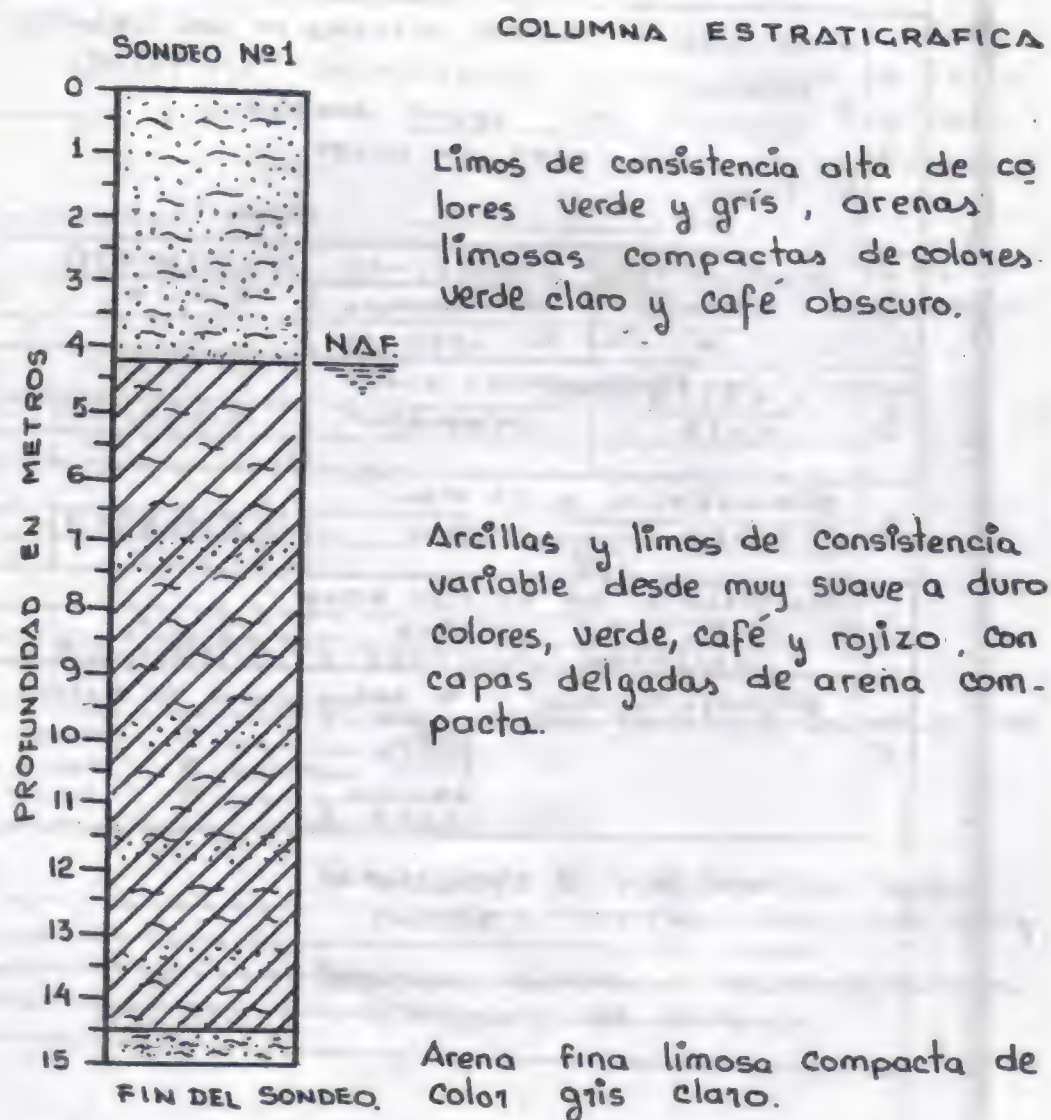 COLUMNA ESTRATIGRAFICA
SONDEO Nº1
0
1
2
3
4
5
6
7
8
9
10
11
12
13
14
15
PROFUNDIDAD EN METROS
Limos de consistencia alta de co
lores verde y grís, arenas
limosas compactas de colores
verde claro y café obscuro.
NAF.
Arcillas y limos de consistencia
variable desde muy suave a duro
colores, verde, café y rojizo, con
capas delgadas de arena com-
pacta.
Arena fina limosa compacta de
color gris claro.
FIN DEL SONDEO.